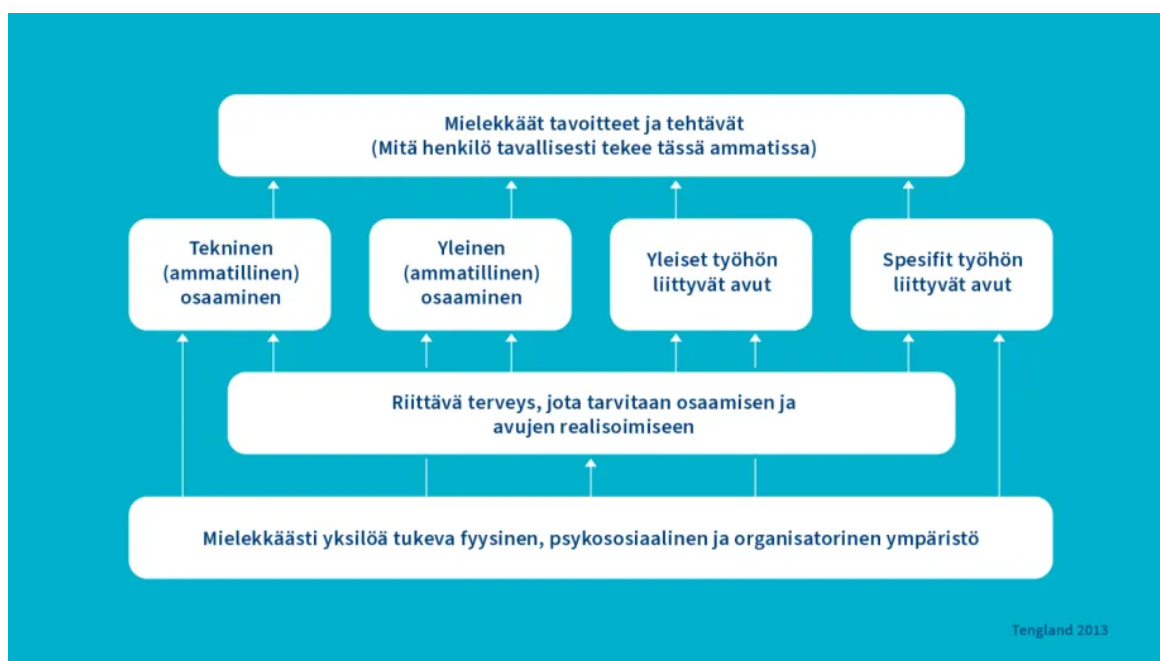 Mielekkäät tavoitteet ja tehtävät
(Mitä henkilö tavallisesti tekee tässä ammatissa)
Tekninen
(ammatillinen)
osaaminen
Yleinen
(ammatillinen)
osaaminen
Yleiset työhön
liittyvät avut
Spesifit työhön
liittyvät avut
Riittävä terveys, jota tarvitaan osaamisen ja
avujen realisoimiseen
Mielekkäästi yksilöä tukeva fyysinen, psykososiaalinen ja organisatorinen ympäristö
Tengland 2013